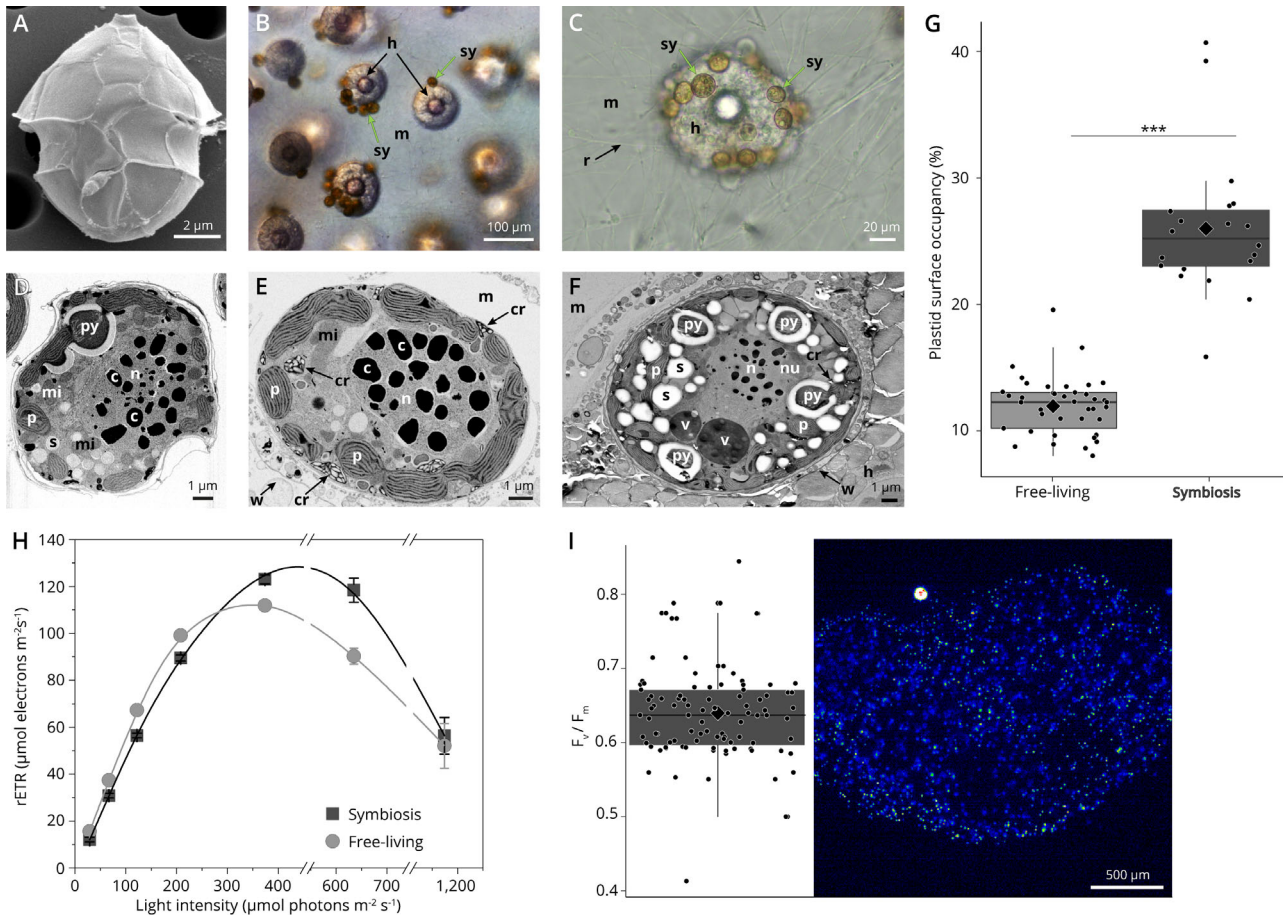 A
2 µm
B
h
sy
m
sy
100 µm
C
sy
sy
m
h
r
20 µm
D
py
c
n
mi
c
p
s
mi
1 µm
E
m
cr
mi
c
c
cr
p
n
p
w
cr
1 µm
F
m
py
py
cr
p
s
n
nu
s
py
v
p
v
py
h
w
1 µm
G
Plastid surface occupancy (%)
40
30
20
10
***
Free-living
Symbiosis
H
rETR (µmol electrons m-2s-1)
140
120
100
80
60
40
20
0
Symbiosis
Free-living
0 100 200 300 400 600 700 1,200
Light intensity (µmol photons m-2 s-1)
I
Fv / Fm
0.8
0.7
0.6
0.5
0.4
500 µm